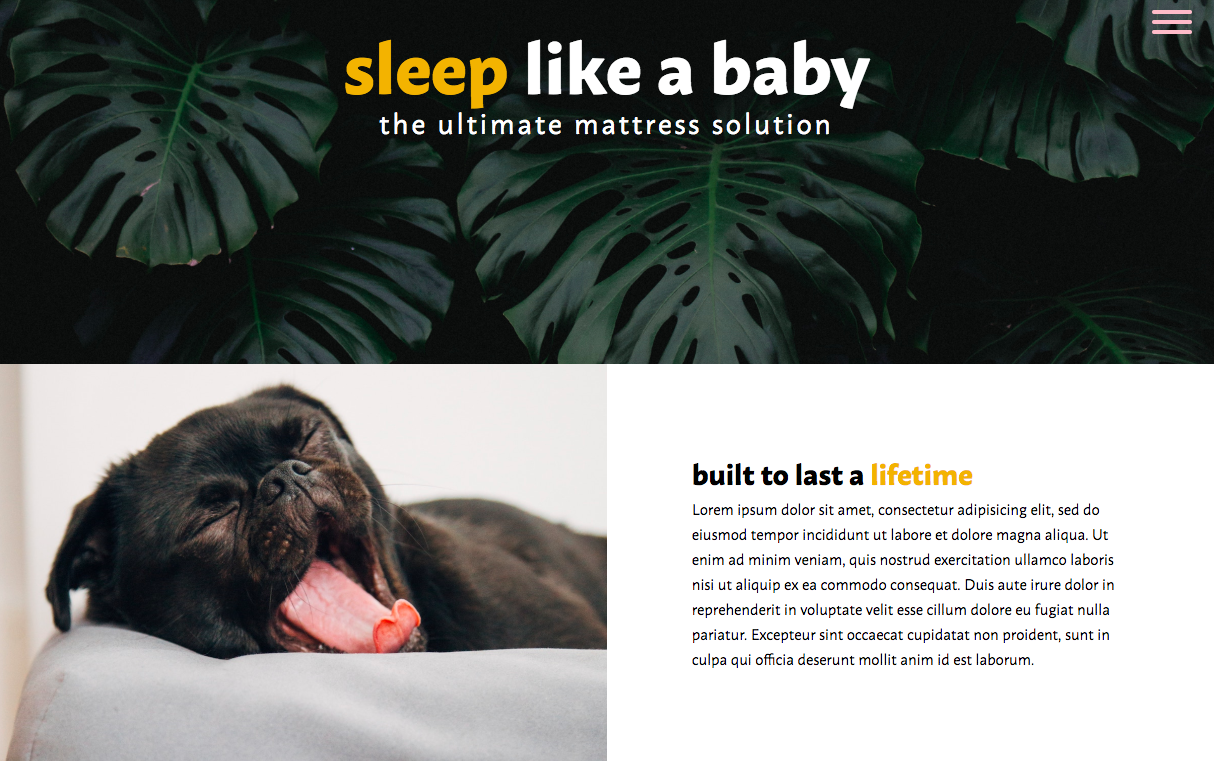 sleep like a baby
the ultimate mattress solution
built to last a lifetime
Lorem ipsum dolor sit amet, consectetur adipisicing elit, sed do
eiusmod tempor incididunt ut labore et dolore magna aliqua. Ut
enim ad minim veniam, quis nostrud exercitation ullamco laboris
nisi ut aliquip ex ea commodo consequat. Duis aute irure dolor in
reprehenderit in voluptate velit esse cillum dolore eu fugiat nulla
pariatur. Excepteur sint occaecat cupidatat non proident, sunt in
culpa qui officia deserunt mollit anim id est laborum.